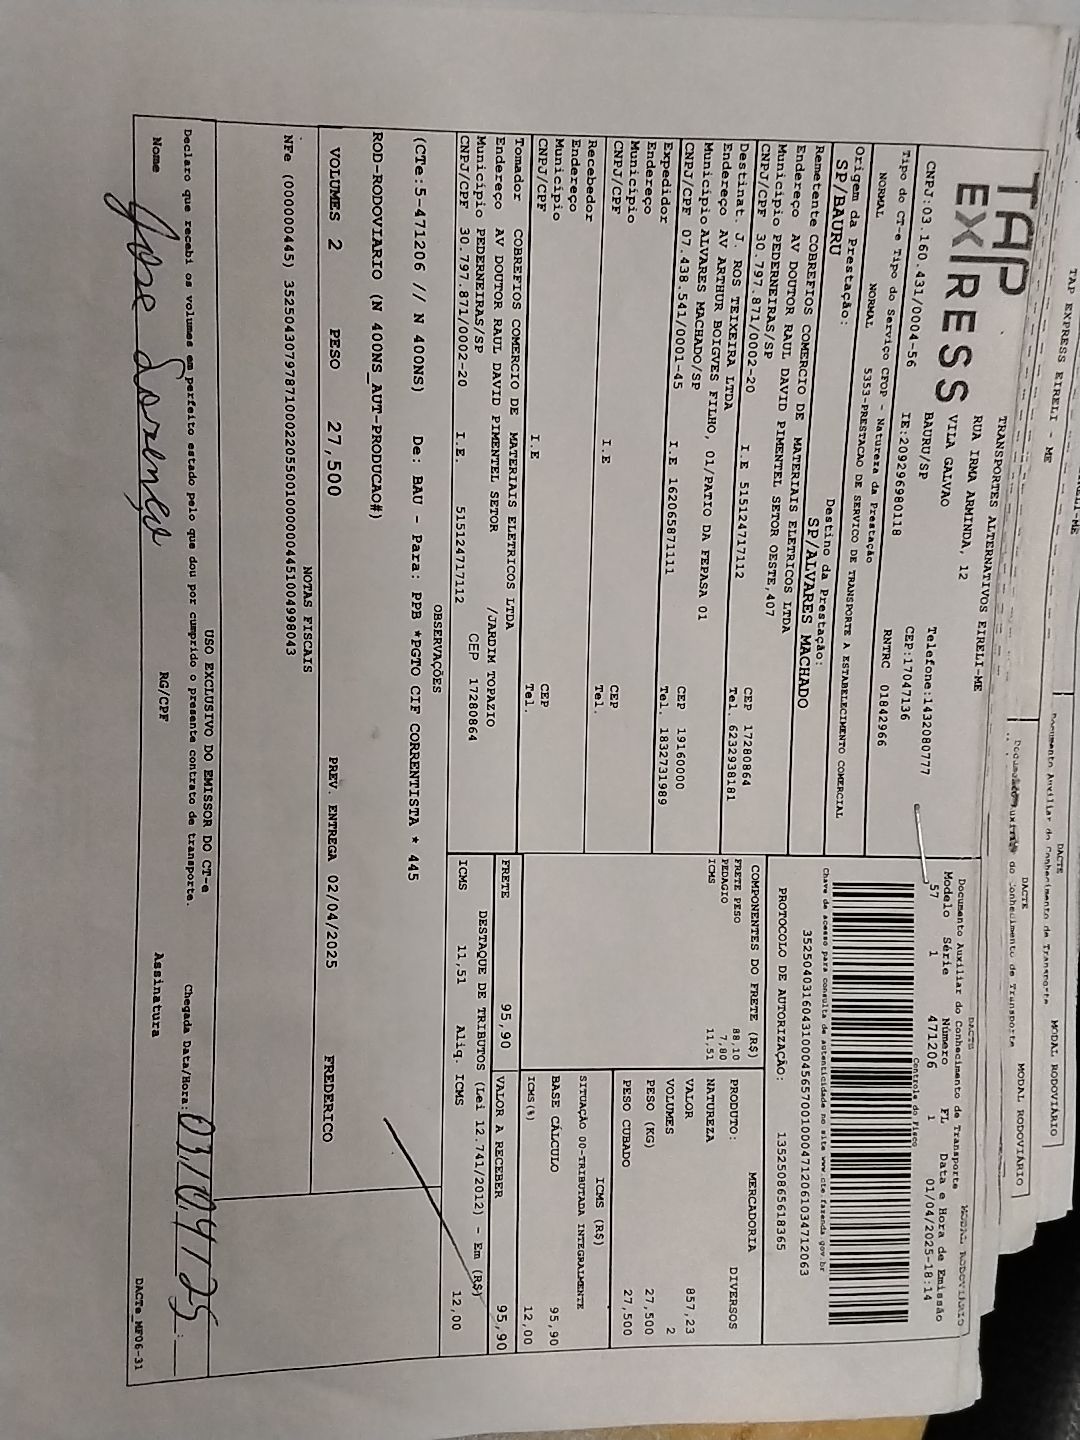 TAP EXPRESS EIRELI - ME
DACTE
MODAL RODOVIÁRIO
Documento Auxiliar do Conhecimento de Transporte
DACTE
MODAL RODOVIÁRIO
TAP
EXPRESS
TRANSPORTES ALTERNATIVOS EIRELI-ME
RUA IRMA ARMINDA, 12
VILA GALVAO
BAURU/SP
Telefone:1432080777
CNPJ:03.160.431/0004-56
IE:209296980118
CEP:17047136
RNTRC 01842966
Tipo do CT-e Tipo do Serviço CFOP - Natureza da Prestação
NORMAL NORMAL 5353-PRESTACAO DE SERVICO DE TRANSPORTE A ESTABELECIMENTO COMERCIAL
Origem da Prestação: Destino da Prestação:
SP/BAURU SP/ALVARES MACHADO
Remetente COBREFIOS COMERCIO DE MATERIAIS ELETRICOS LTDA
Endereço AV DOUTOR RAUL DAVID PIMENTEL SETOR OESTE,407
Município PEDERNEIRAS/SP CEP 17280864
CNPJ/CPF 30.797.871/0002-20 I.E 515124717112 Tel. 6232938181
Destinat. J. ROS TEIXEIRA LTDA
Endereço AV ARTHUR BOIGVES FILHO, 01/PATIO DA FEPASA 01
Município ALVARES MACHADO/SP CEP 19160000
CNPJ/CPF 07.438.541/0001-45 I.E 162065871111 Tel. 1832731989
Expedidor
Endereço
Município CEP
CNPJ/CPF I.E Tel.
Recebedor
Endereço
Município CEP
CNPJ/CPF I.E Tel.
Tomador COBREFIOS COMERCIO DE MATERIAIS ELETRICOS LTDA
Endereço AV DOUTOR RAUL DAVID PIMENTEL SETOR /JARDIM TOPAZIO
Município PEDERNEIRAS/SP CEP 17280864
CNPJ/CPF 30.797.871/0002-20 I.E. 515124717112
DACTE MODAL RODOVIÁRIO
Documento Auxiliar do Conhecimento de Transporte
Modelo Série Número FL Data e Hora de Emissão
57 1 471206 1 01/04/2025-18:14
Controle do Fisco
Chave de acesso para consulta de autenticidade no site www.cte.fazenda.gov.br
35250403160431000456570010004712061034712063
PROTOCOLO DE AUTORIZAÇÃO: 135250865618365
COMPONENTES DO FRETE (R$)
FRETE PESO 88,10
PEDAGIO 7,80
ICMS 11,51
MERCADORIA
PRODUTO: DIVERSOS
NATUREZA
VALOR 857,23
VOLUMES 2
PESO (KG) 27,500
PESO CUBADO 27,500
ICMS (R$)
SITUAÇÃO 00-TRIBUTADA INTEGRALMENTE
BASE CÁLCULO 95,90
ICMS(%) 12,00
FRETE 95,90 VALOR A RECEBER 95,90
DESTAQUE DE TRIBUTOS (Lei 12.741/2012) - Em (R$)
ICMS 11,51 Aliq. ICMS 12,00
OBSERVAÇÕES
(CTe:5-471206 // N 400NS) De: BAU - Para: PPB *PGTO CIF CORRENTISTA * 445
ROD-RODOVIARIO (N 400NS_AUT-PRODUCAO#)
VOLUMES 2 PESO 27,500 PREV. ENTREGA 02/04/2025 FREDERICO
NOTAS FISCAIS
NFe (000000445) 35250430797871000220550010000004451004998043
USO EXCLUSIVO DO EMISSOR DO CT-e
Declaro que recebi os volumes em perfeito estado pelo que dou por cumprido o presente contrato de transporte. Chegada Data/Hora: 03/04/25 :
Nome Jose Lorenço RG/CPF Assinatura
DACTe_MF06-31